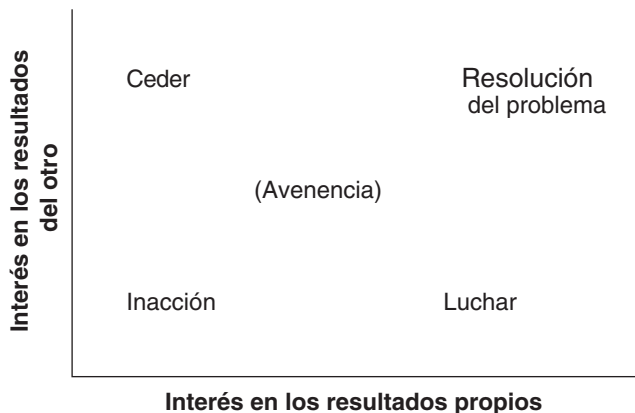 Interés en los resultados
del otro
Ceder
Resolución
del problema
(Avenencia)
Inacción
Luchar
Interés en los resultados propios